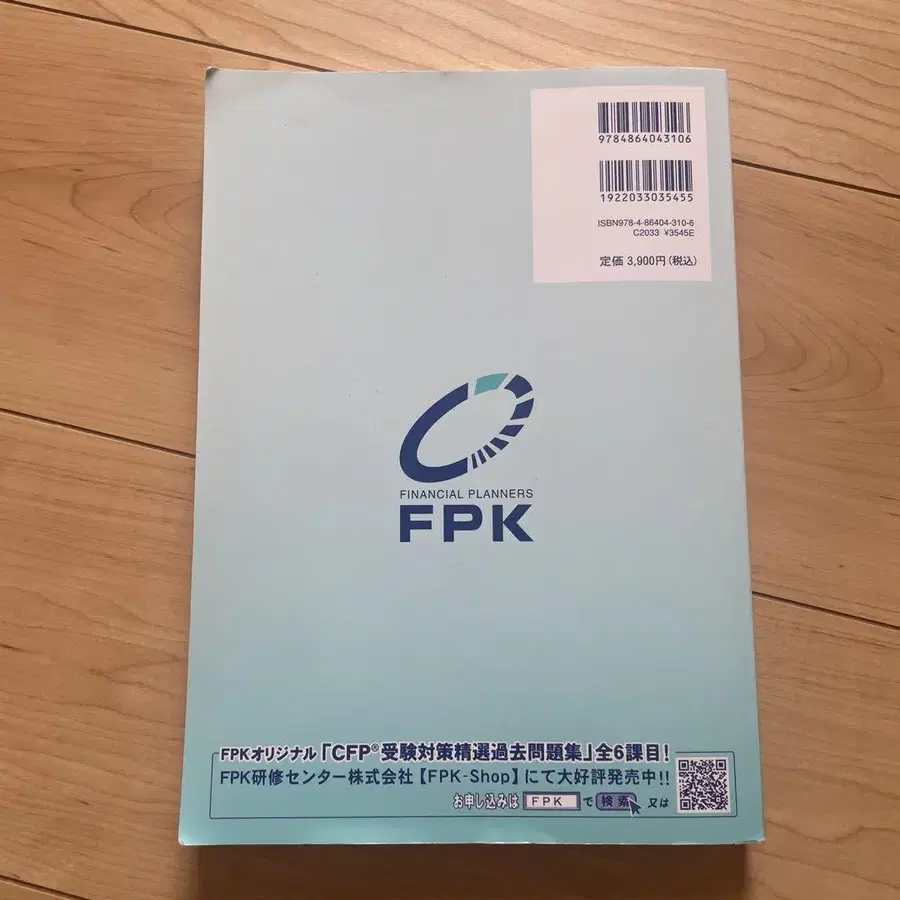 9784864043106
1922033035455
ISBN978-4-86404-310-6
C2033 ¥3545E
定価 3,900円(税込)
FINANCIAL PLANNERS
FPK
FPKオリジナル「CFP®受験対策精選過去問題集」全6課目!
FPK研修センター株式会社【FPK-Shop】にて大好評発売中!!
お申し込みは FPK で 検索 又は